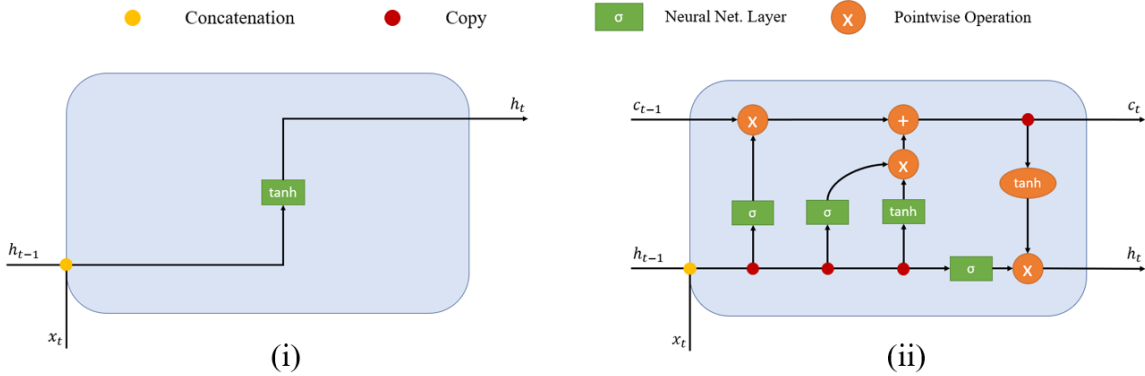 Concatenation
Copy
σ
Neural Net. Layer
X
Pointwise Operation
h_t
tanh
h_{t-1}
x_t
(i)
c_{t-1}
X
+
c_t
X
tanh
σ
σ
tanh
h_{t-1}
σ
X
h_t
x_t
(ii)